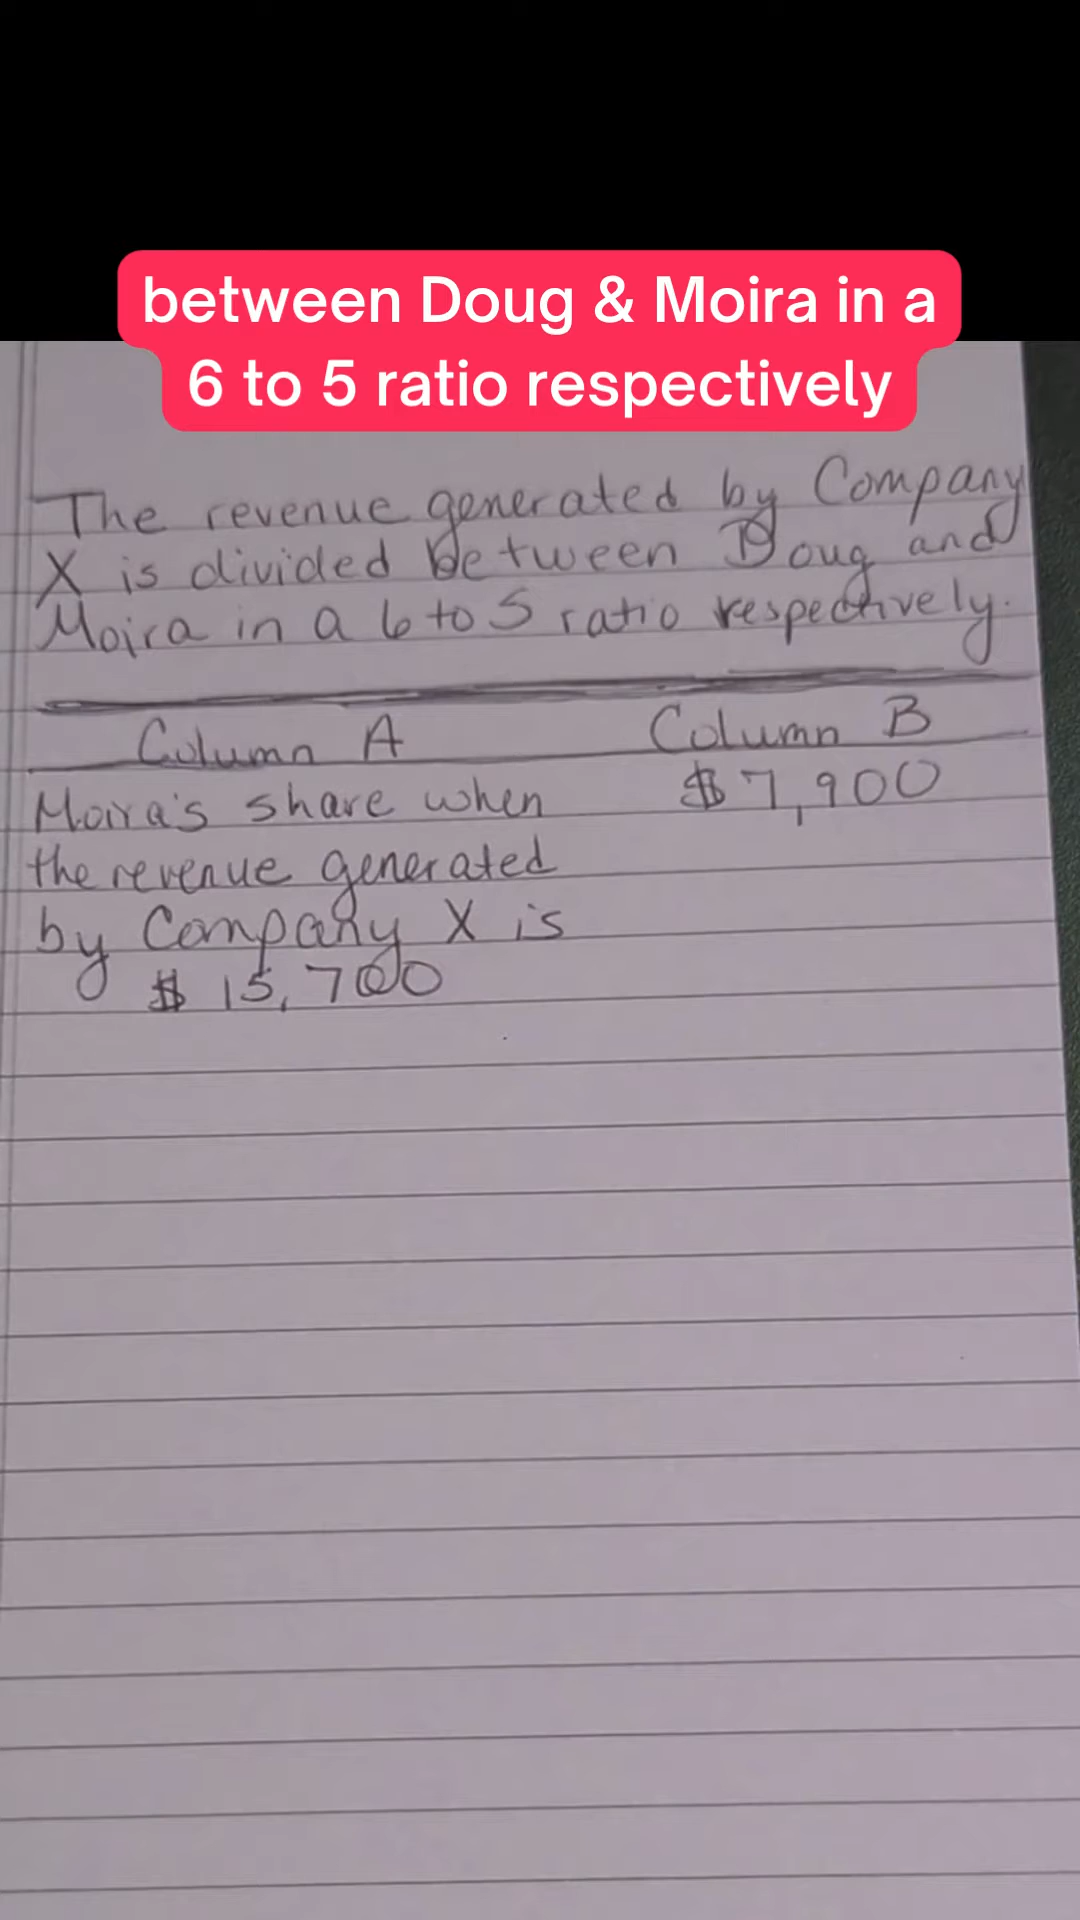 between Doug & Moira in a
6 to 5 ratio respectively
The revenue generated by Company
X is divided between Doug and
Moira in a 6 to 5 ratio respectively.
Column A Column B
Moira's share when $7,900
the revenue generated
by Company X is
$ 15,700